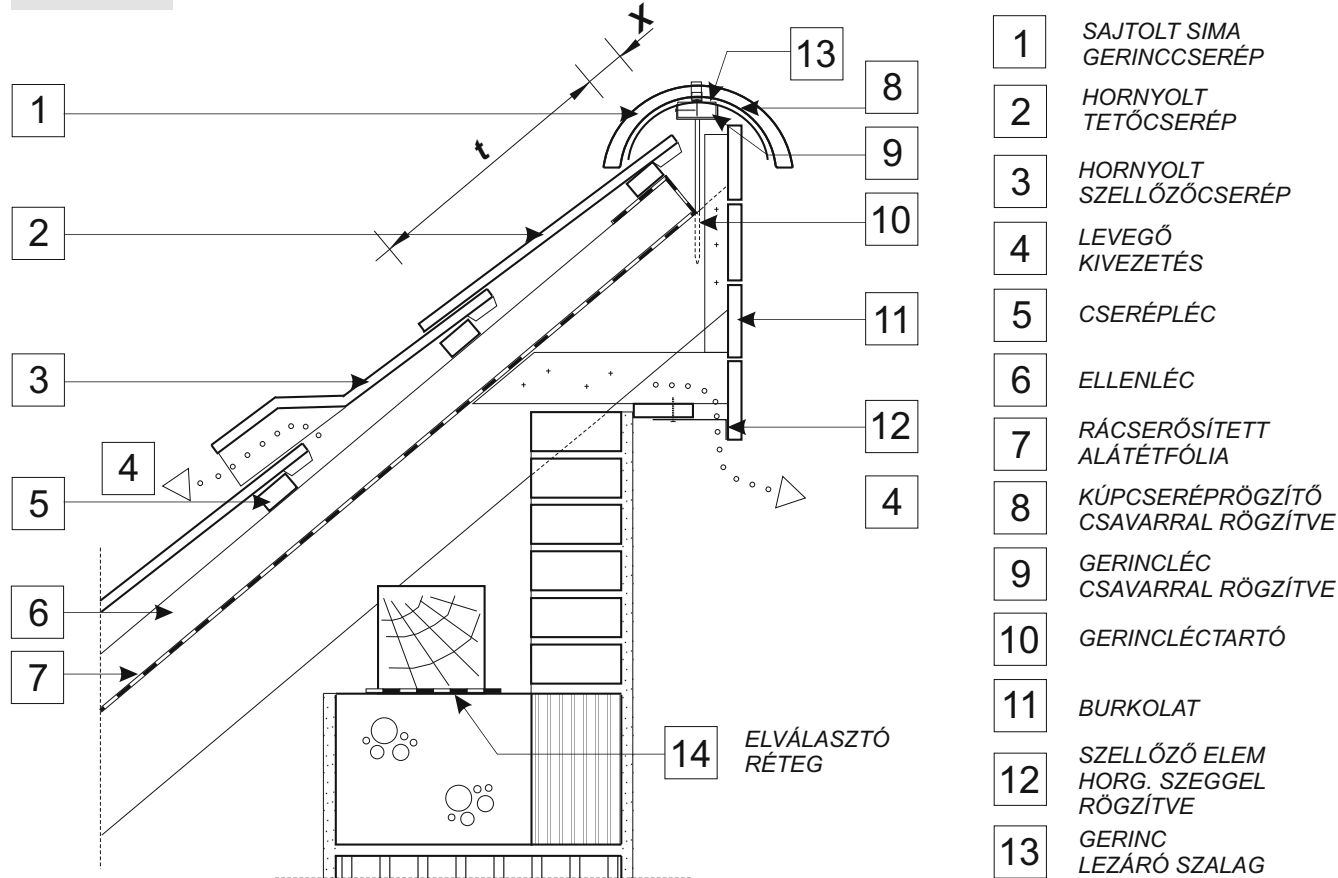 X
t
13
1
8
9
2
10
11
3
12
4
4
5
6
7
14
ELVÁLASZTÓ
RÉTEG
1
SAJTOLT SIMA
GERINCCSERÉP
2
HORNYOLT
TETŐCSERÉP
3
HORNYOLT
SZELLŐZŐCSERÉP
4
LEVEGŐ
KIVEZETÉS
5
CSERÉPLÉC
6
ELLENLÉC
7
RÁCSERŐSÍTETT
ALÁTÉTFÓLIA
8
KÚPCSERÉPRÖGZÍTŐ
CSAVARRAL RÖGZÍTVE
9
GERINCLÉC
CSAVARRAL RÖGZÍTVE
10
GERINCLÉCTARTÓ
11
BURKOLAT
12
SZELLŐZŐ ELEM
HORG. SZEGGEL
RÖGZÍTVE
13
GERINC
LEZÁRÓ SZALAG